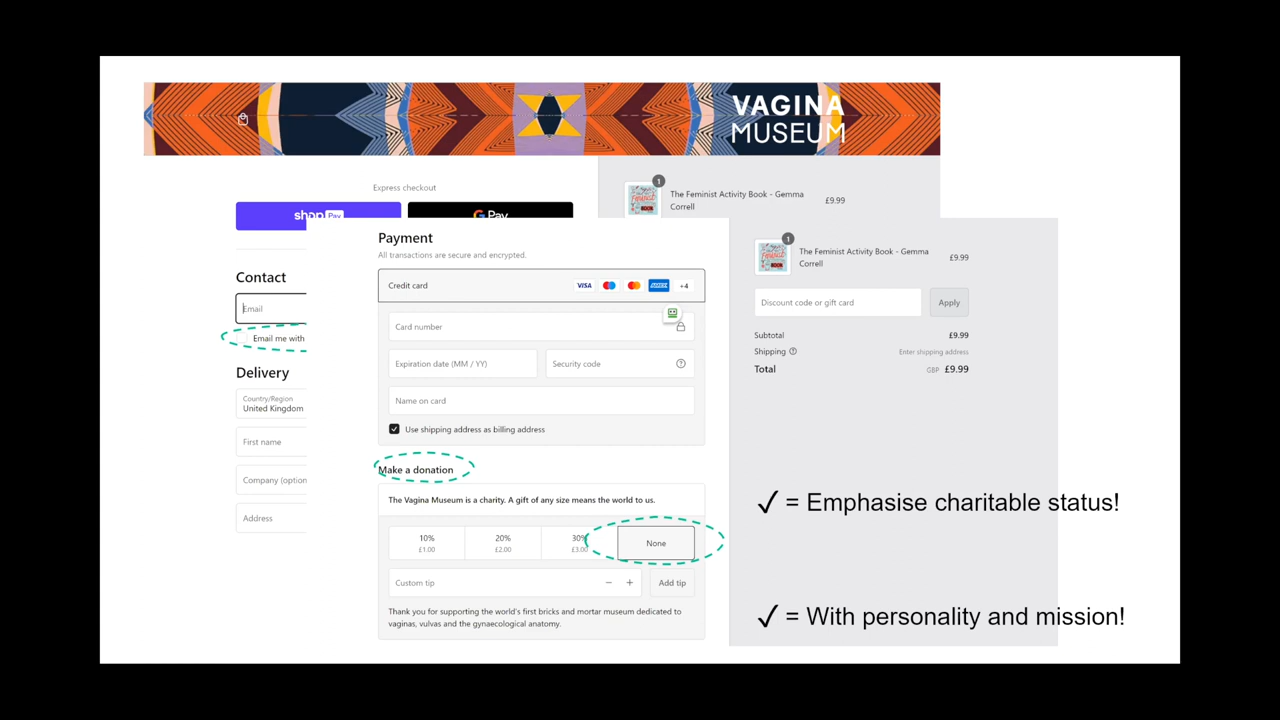 VAGINA
MUSEUM
Express checkout
shop Pay
G Pay
1
The Feminist Activity Book - Gemma
Correll
£9.99
Contact
Email
Email me with
Delivery
Country/Region
United Kingdom
First name
Company (option
Address
Payment
All transactions are secure and encrypted.
Credit card
VISA
+4
Card number
Expiration date (MM / YY)
Security code
Name on card
Use shipping address as billing address
Make a donation
The Vagina Museum is a charity. A gift of any size means the world to us.
10%
£1.00
20%
£2.00
30%
£3.00
None
Custom tip
Add tip
Thank you for supporting the world's first bricks and mortar museum dedicated to
vaginas, vulvas and the gynaecological anatomy.
1
The Feminist Activity Book - Gemma
Correll
£9.99
Discount code or gift card
Apply
Subtotal £9.99
Shipping Enter shipping address
Total GBP £9.99
✓ = Emphasise charitable status!
✓ = With personality and mission!